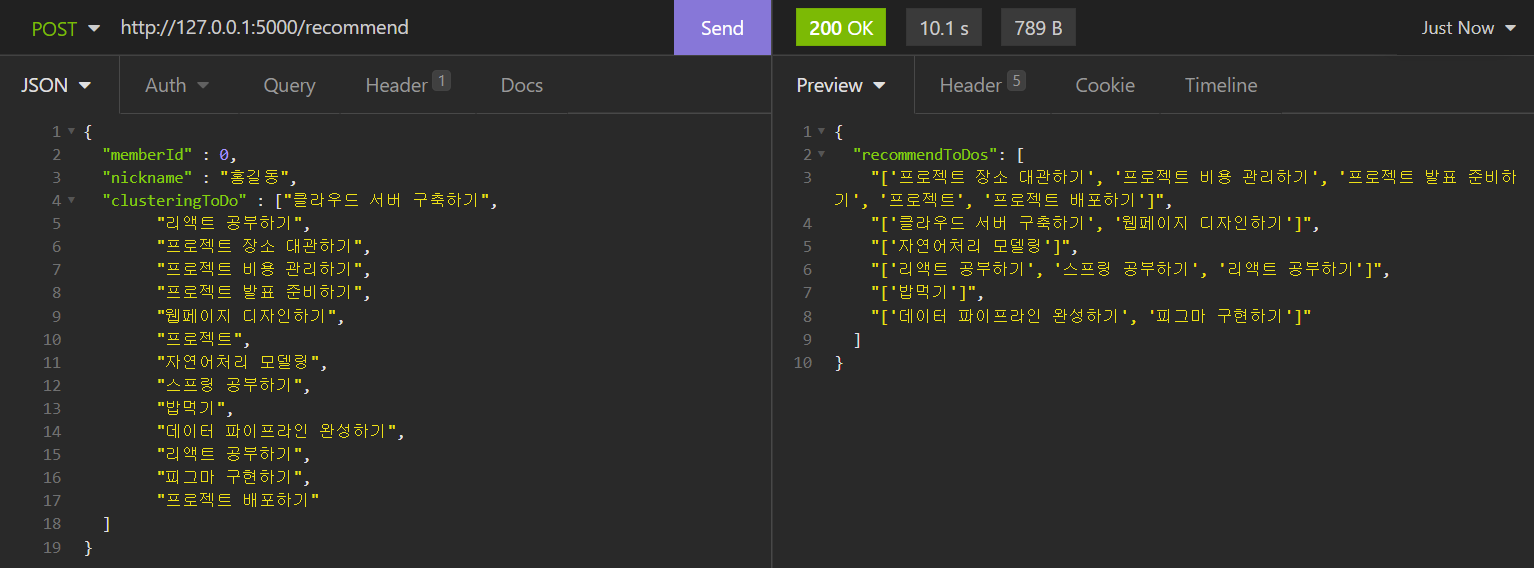 POST http://127.0.0.1:5000/recommend Send 200 OK 10.1 s 789 B Just Now
JSON Auth Query Header 1 Docs Preview Header 5 Cookie Timeline
1 {
2 "memberId" : 0,
3 "nickname" : "홍길동",
4 "clusteringToDo" : ["클라우드 서버 구축하기",
5 "리액트 공부하기",
6 "프로젝트 장소 대관하기",
7 "프로젝트 비용 관리하기",
8 "프로젝트 발표 준비하기",
9 "웹페이지 디자인하기",
10 "프로젝트",
11 "자연어처리 모델링",
12 "스프링 공부하기",
13 "밥먹기",
14 "데이터 파이프라인 완성하기",
15 "리액트 공부하기",
16 "피그마 구현하기",
17 "프로젝트 배포하기"
18 ]
19 }
1 {
2 "recommendToDos": [
3 "['프로젝트 장소 대관하기', '프로젝트 비용 관리하기', '프로젝트 발표 준비하
기', '프로젝트', '프로젝트 배포하기']",
4 "['클라우드 서버 구축하기', '웹페이지 디자인하기']",
5 "['자연어처리 모델링']",
6 "['리액트 공부하기', '스프링 공부하기', '리액트 공부하기']",
7 "['밥먹기']",
8 "['데이터 파이프라인 완성하기', '피그마 구현하기']"
9 ]
10 }